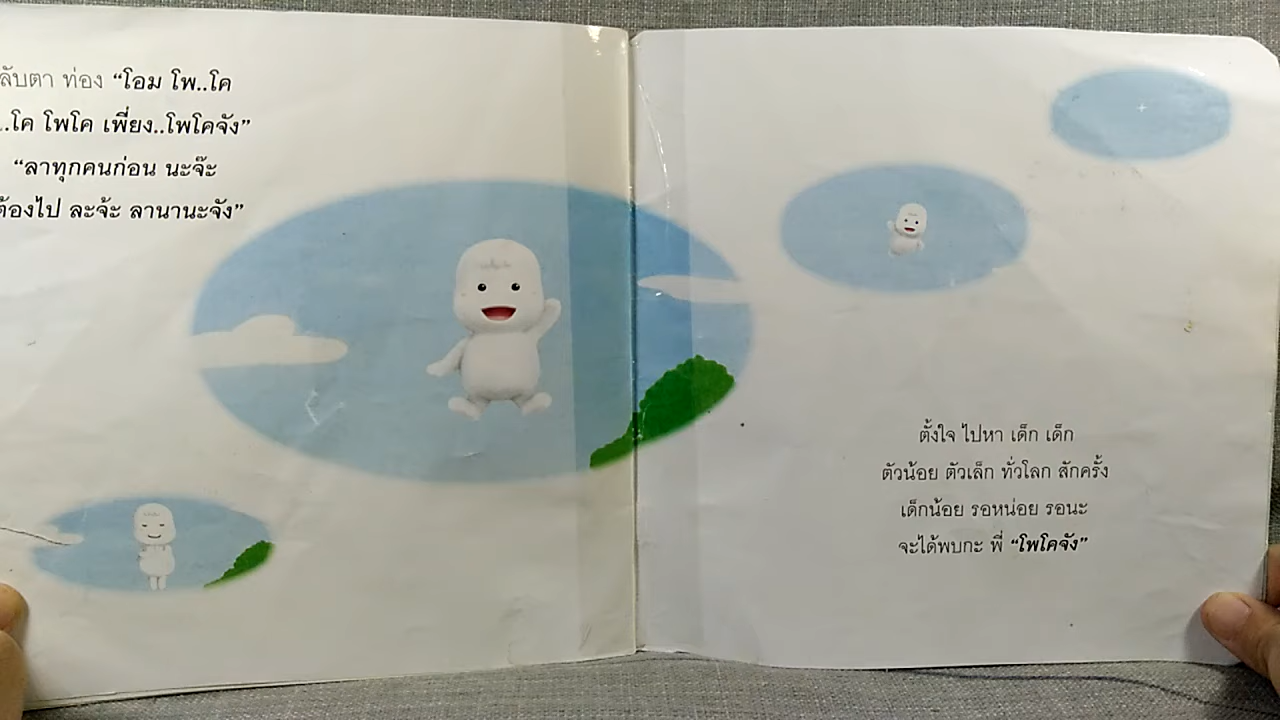 ลับตา ท่อง “โอม โพ..โค
..โค โพโค เพี่ยง..โพโคจัง”
“ลาทุกคนก่อน นะจ๊ะ
ต้องไป ละจ้ะ ลานานะจัง”
ตั้งใจ ไปหา เด็ก เด็ก
ตัวน้อย ตัวเล็ก ทั่วโลก สักครั้ง
เด็กน้อย รอหน่อย รอนะ
จะได้พบกะ พี่ “โพโคจัง”